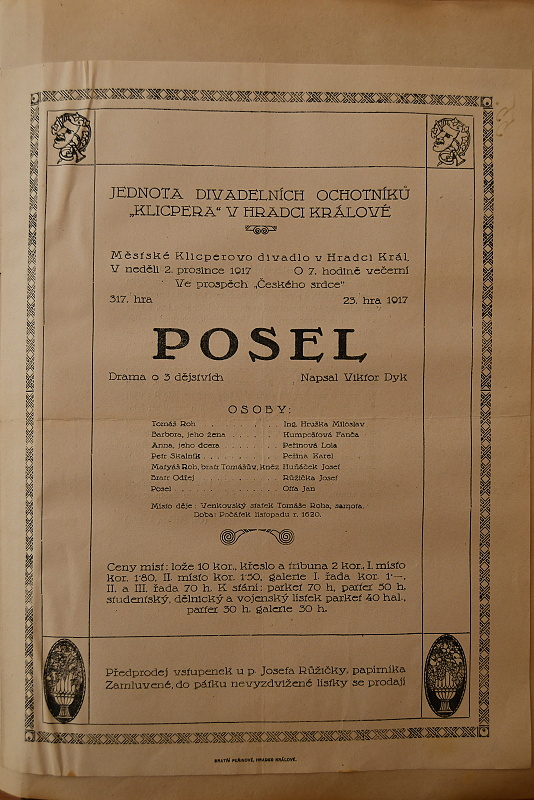 JEDNOTA DIVADELNÍCH OCHOTNÍKŮ
„KLICPERA" V HRADCI KRÁLOVÉ
Městské Klicperovo divadlo v Hradci Král.
V neděli 2. prosince 1917 O 7. hodině večerní
Ve prospěch „Českého srdce"
317. hra 23. hra 1917
POSEL
Drama o 3 dějstvích Napsal Viktor Dyk
OSOBY:
Tomáš Roh . . . . . . . Ing. Hruška Miloslav
Barbora, jeho žena . . . . . Kumpoštová Fanča
Anna, jeho dcera . . . . . Peřinová Lola
Petr Skalník . . . . . . . Peřina Karel
Matyáš Roh, bratr Tomášův, kněz Huňáček Josef
Bratr Oldřej . . . . . . . Růžička Josef
Posel . . . . . . . . . Otta Jan
Místo děje: Venkovský statek Tomáše Roha, samota.
Doba: Počátek listopadu r. 1620.
Ceny míst: lože 10 kor., křeslo a tribuna 2 kor., I. místo
kor. 1·80, II. místo kor. 1·50, galerie I. řada kor. 1·—,
II. a III. řada 70 h. K stání: parket 70 h, parter 50 h,
studentský, dělnický a vojenský lístek parket 40 hal.,
parter 30 h. galerie 30 h.
Předprodej vstupenek u p. Josefa Růžičky, papírníka
Zamluvené, do pátku nevyzdvižené lístky se prodají
BRATŘI PEŘINOVÉ, HRADEC KRÁLOVÉ.